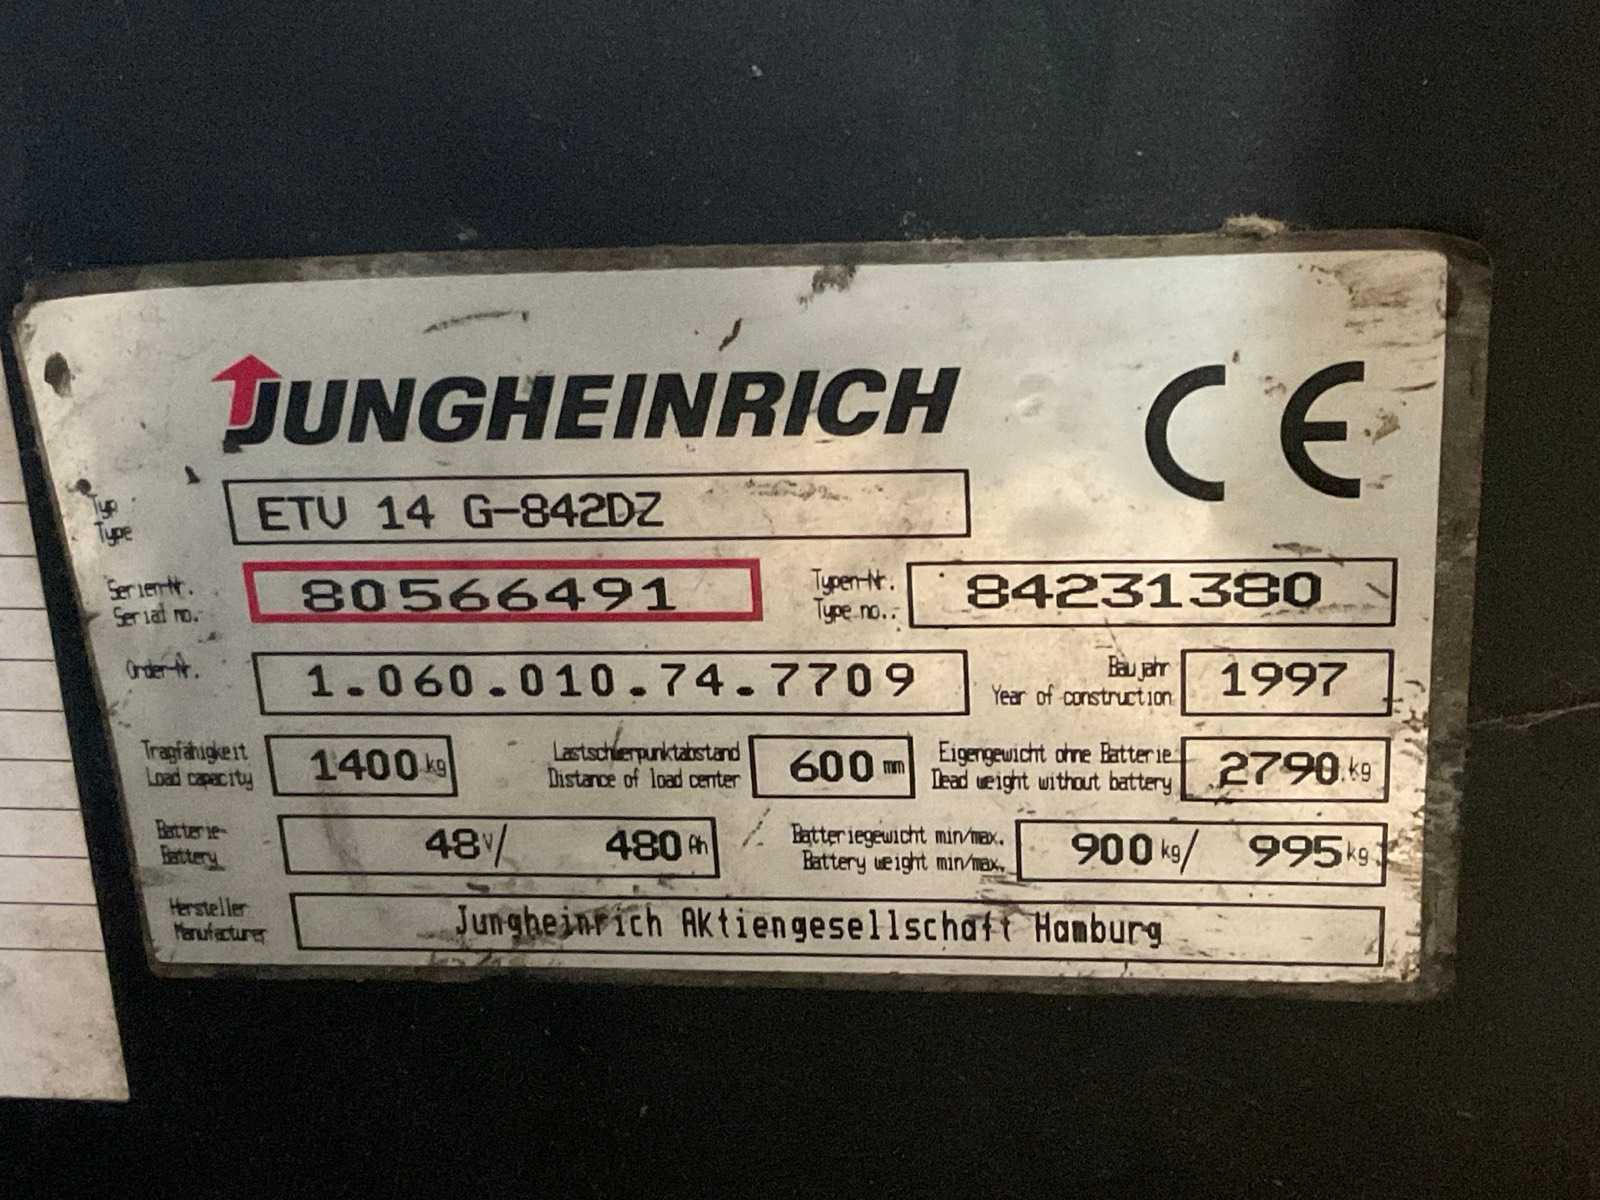 JUNGHEINRICH CE
Typ
Type ETV 14 G-842DZ
Serien-Nr.
Serial no. 80566491
Typen-Nr.
Type no. 84231380
Order-Nr. 1.060.010.74.7709
Baujahr
Year of construction 1997
Tragfähigkeit
Load capacity 1400 kg
Lastschwerpunktabstand
Distance of load center 600 mm
Eigengewicht ohne Batterie
Dead weight without battery 2790 kg
Batterie-
Battery 48 V/ 480 Ah
Batteriegewicht min/max.
Battery weight min/max. 900 kg/ 995 kg
Hersteller
Manufacturer Jungheinrich Aktiengesellschaft Hamburg